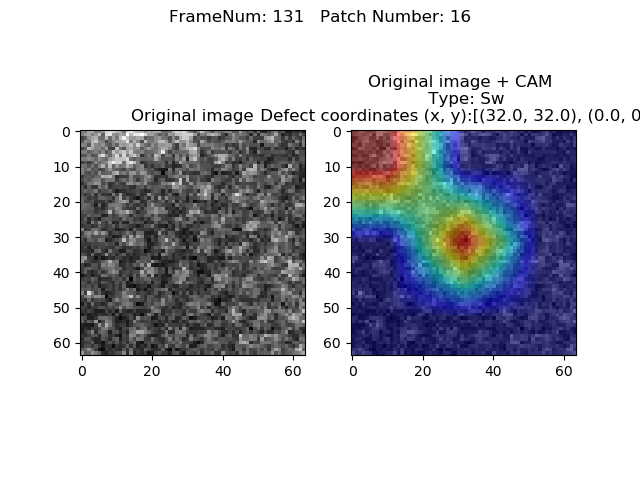 FrameNum: 131   Patch Number: 16
Original image + CAM
Type: Sw
Original image
Defect coordinates (x, y):[(32.0, 32.0), (0.0, 0
0
10
20
30
40
50
60
0 20 40 60
0
10
20
30
40
50
60
0 20 40 60